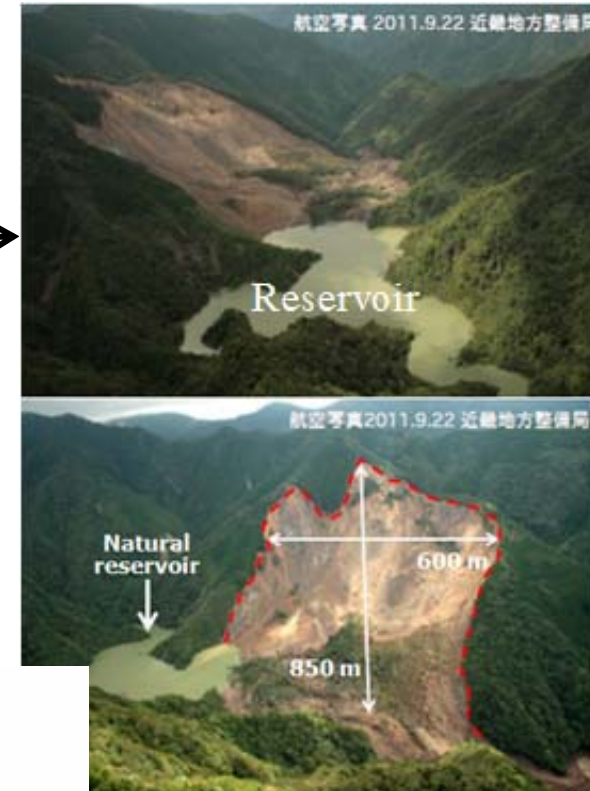 航空写真 2011.9.22 近畿地方整備局
Reservoir
航空写真2011.9.22 近畿地方整備局
Natural
reservoir
600 m
850 m